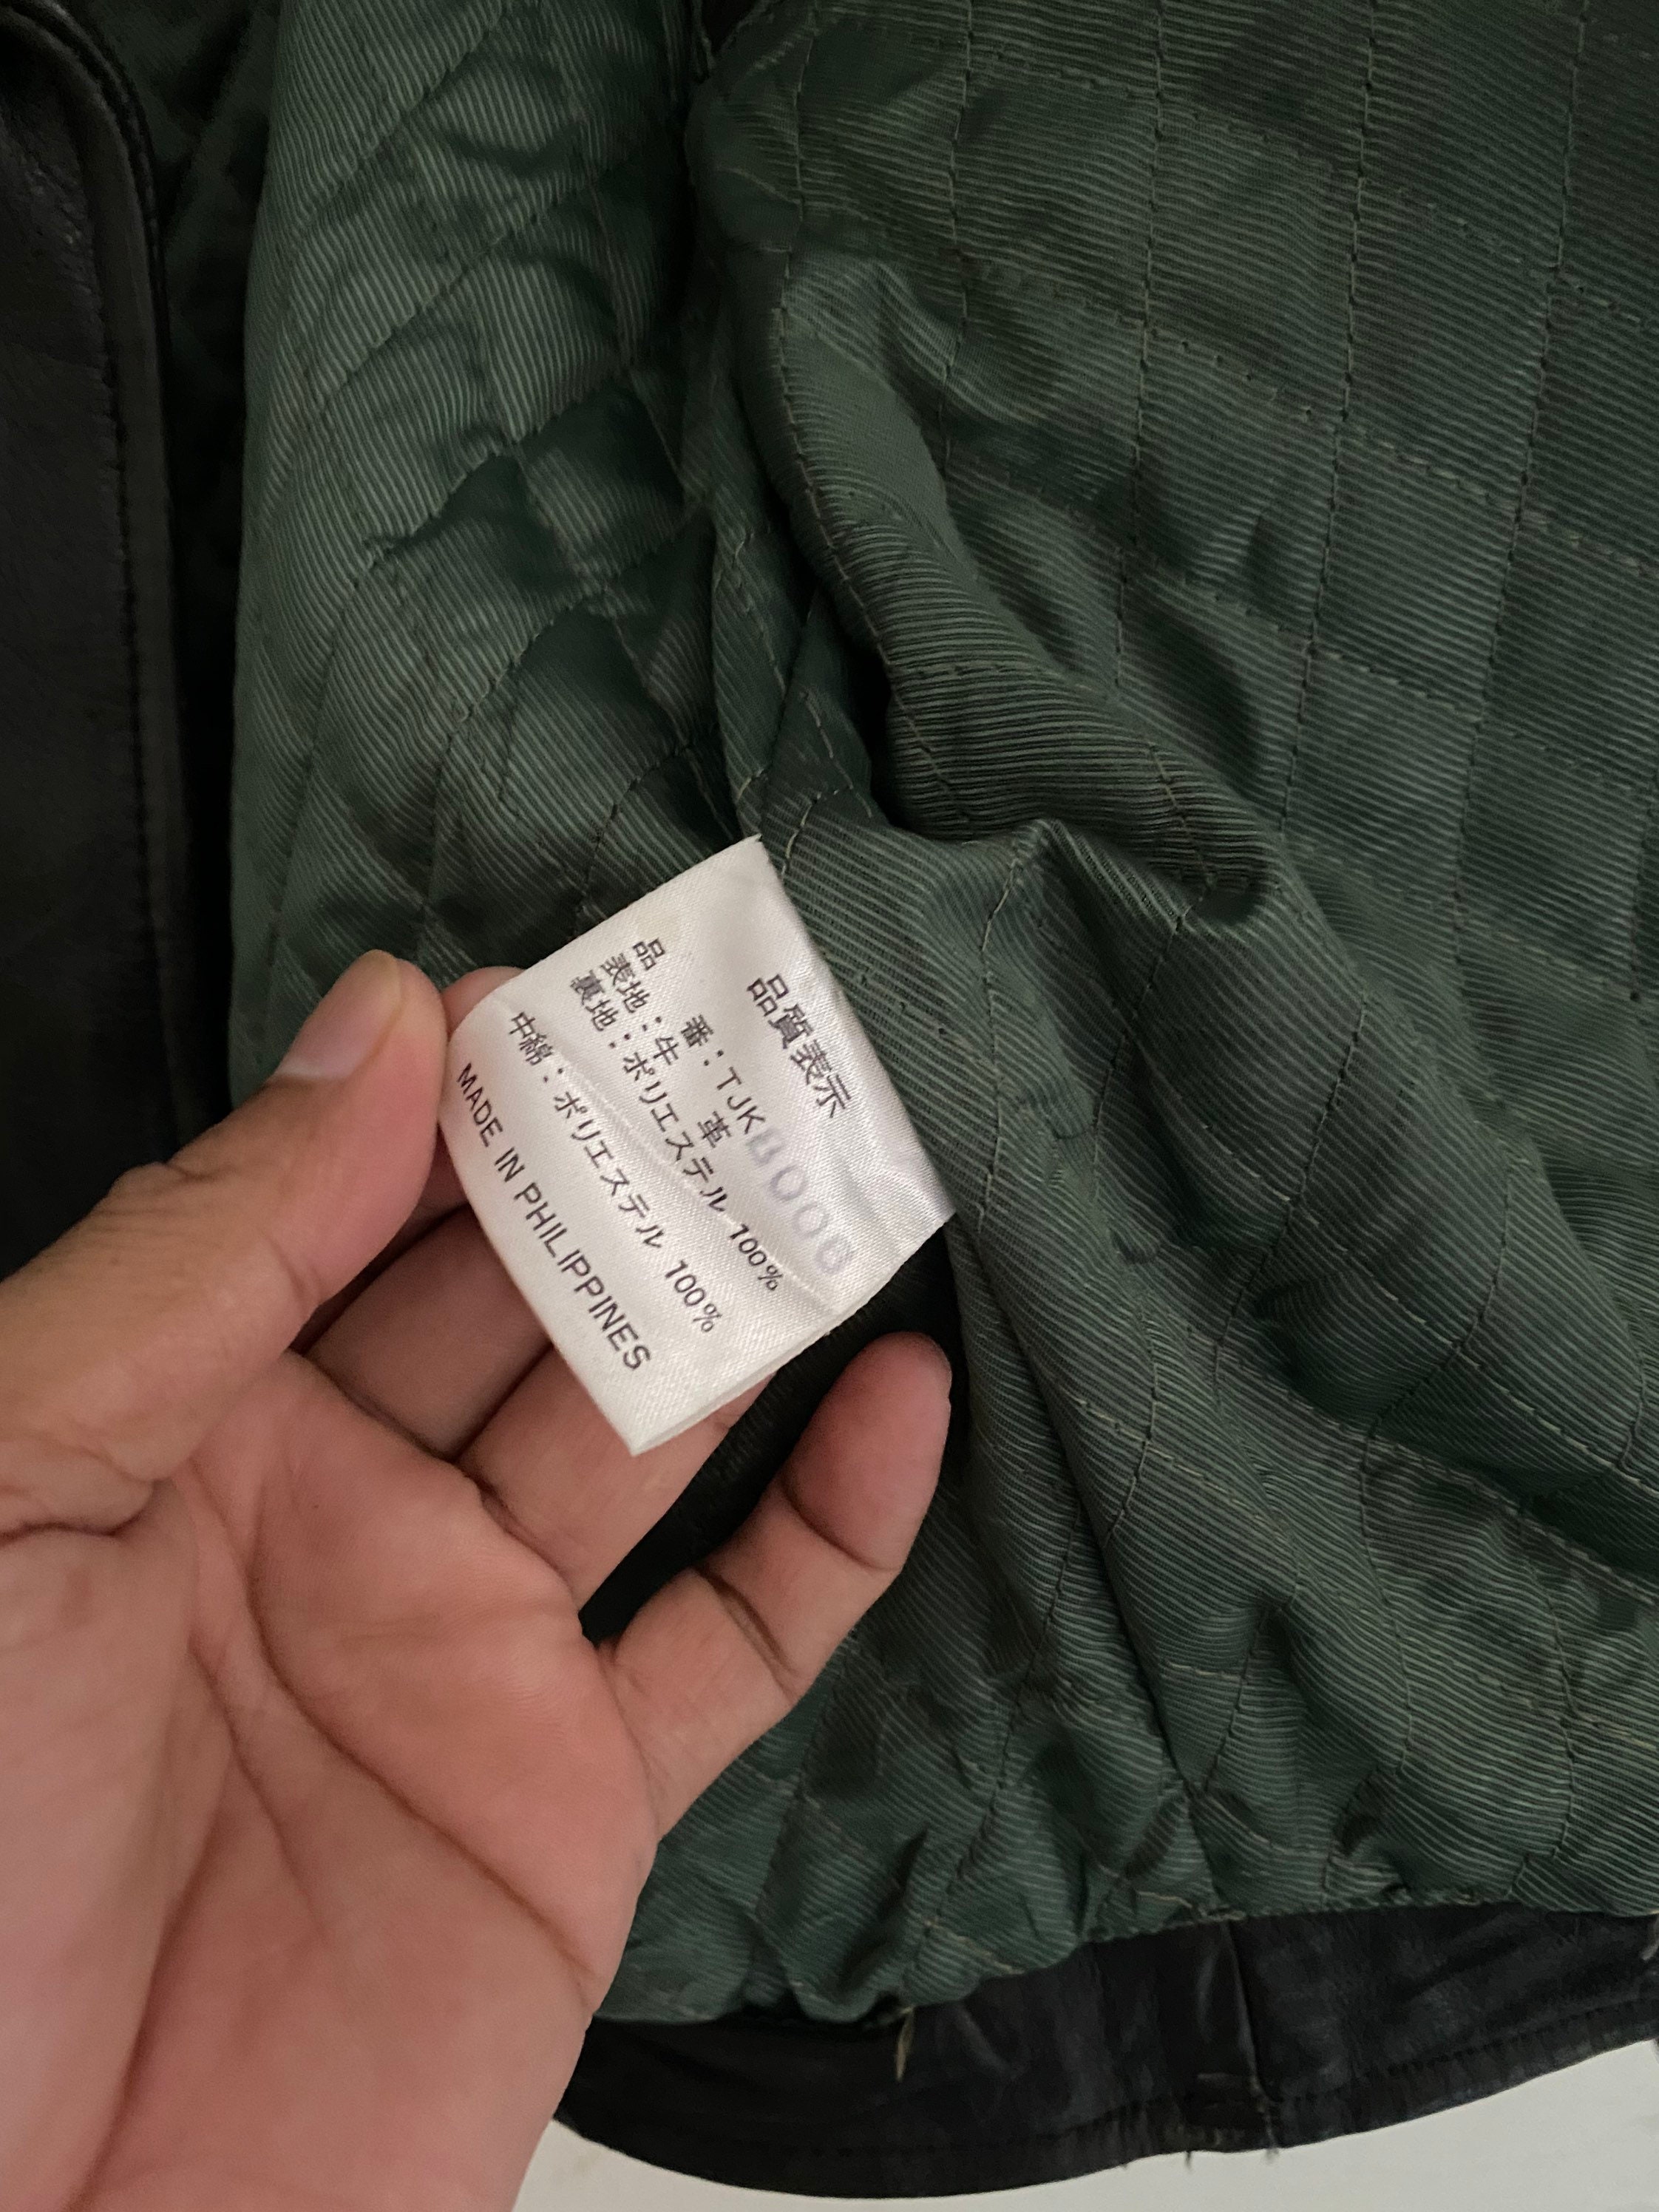 品質表示
品 番：TJK
表地：牛 革
裏地：ポリエステル 100%
中綿：ポリエステル 100%
MADE IN PHILIPPINES